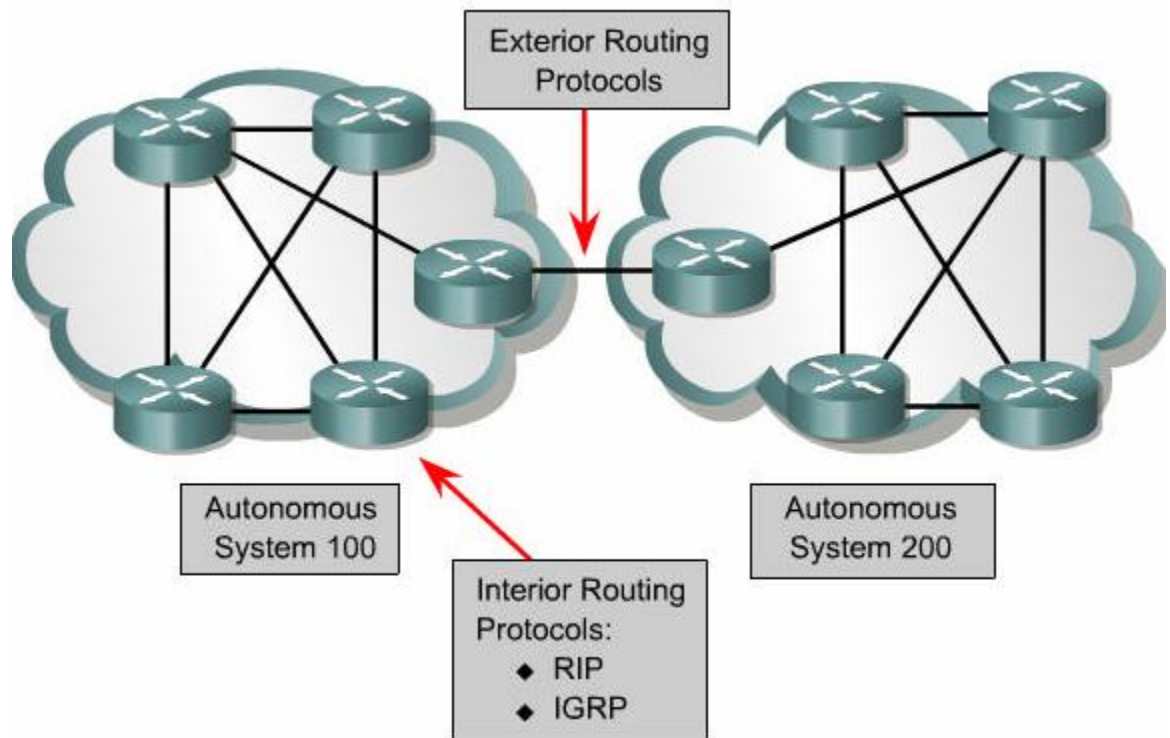 Exterior Routing
Protocols
Autonomous
System 100
Autonomous
System 200
Interior Routing
Protocols:
◆ RIP
◆ IGRP